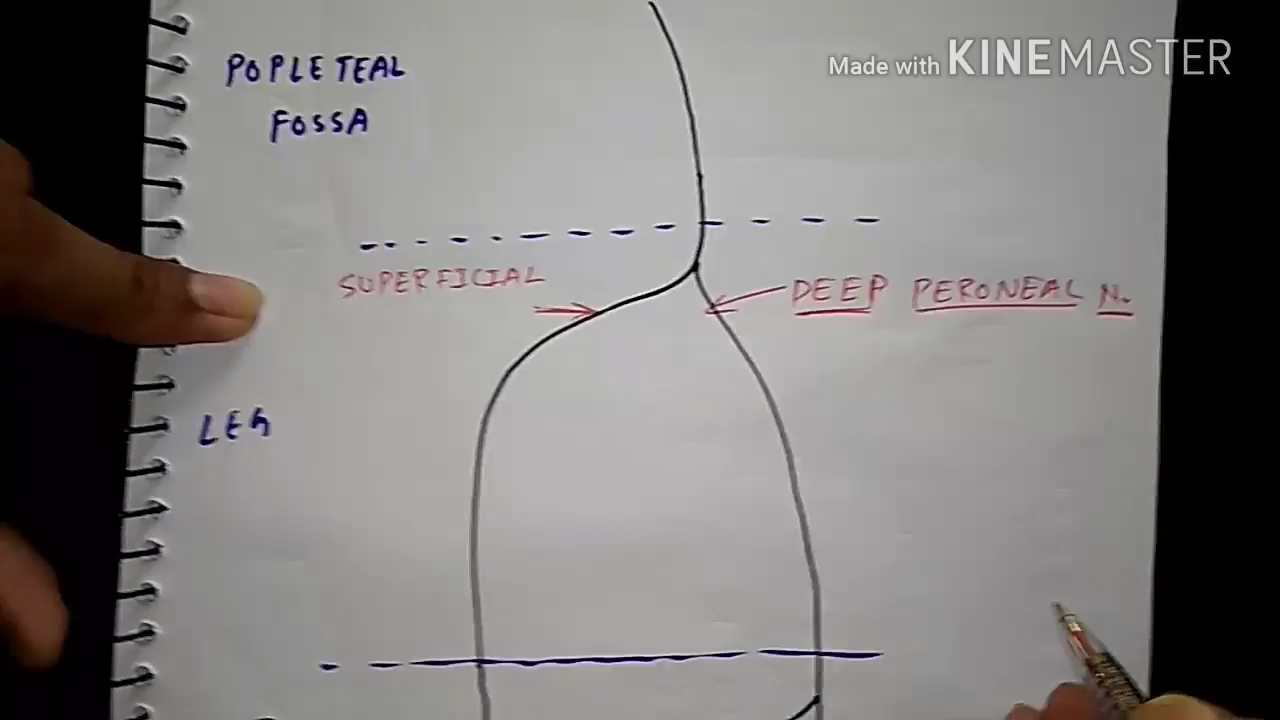 Made with KINEMASTER
POPLETEAL
FOSSA
SUPERFICIAL
DEEP PERONEAL N.
LEG